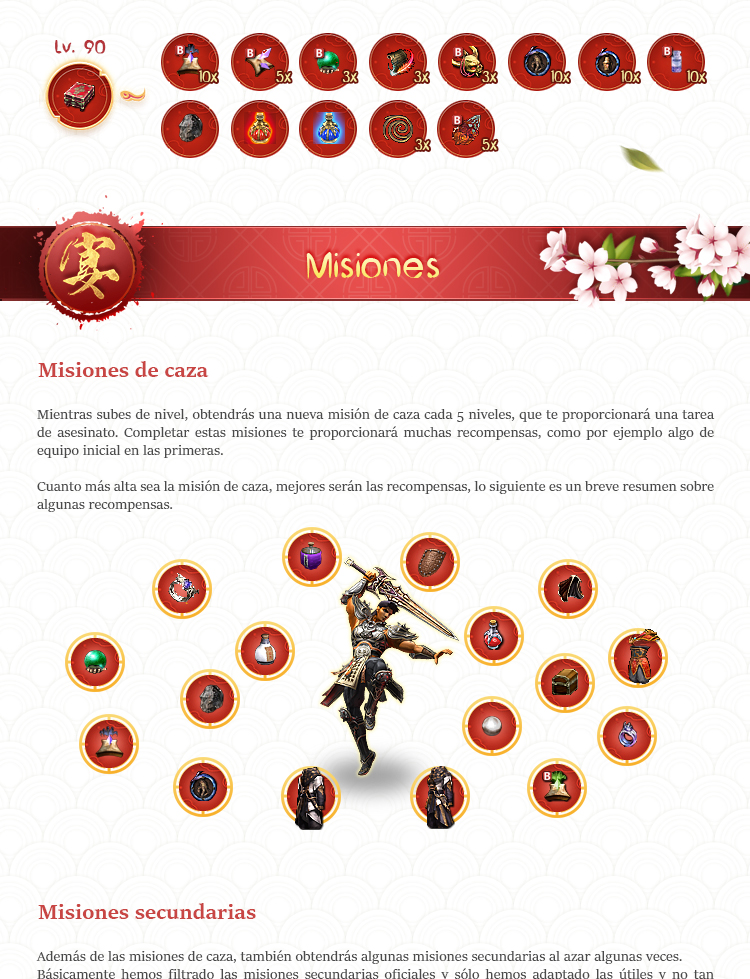 Lv. 90
B 10x
B 5x
B 3x
3x
B 3x
10x
10x
B 10x
3x
B 5x
宴
Misiones
Misiones de caza
Mientras subes de nivel, obtendrás una nueva misión de caza cada 5 niveles, que te proporcionará una tarea
de asesinato. Completar estas misiones te proporcionará muchas recompensas, como por ejemplo algo de
equipo inicial en las primeras.
Cuanto más alta sea la misión de caza, mejores serán las recompensas, lo siguiente es un breve resumen sobre
algunas recompensas.
B
Misiones secundarias
Además de las misiones de caza, también obtendrás algunas misiones secundarias al azar algunas veces.
Básicamente hemos filtrado las misiones secundarias oficiales y sólo hemos adaptado las útiles y no tan